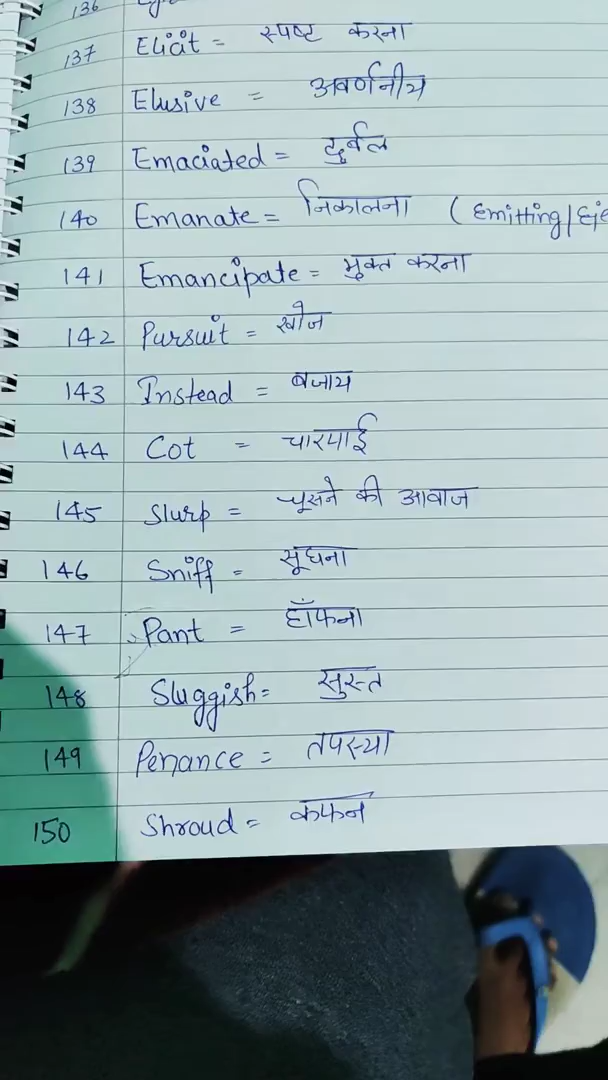 136
137 Elicit = स्पष्ट करना
138 Elusive = अवर्णनीय
139 Emaciated = दुर्बल
140 Emanate = निकालना (Emitting/Eje
141 Emancipate = मुक्त करना
142 Pursuit = खोज
143 Instead = बजाय
144 Cot = चारपाई
145 Slurp = चूसने की आवाज
146 Sniff = सूंघना
147 Pant = हाँफना
148 Sluggish = सुस्त
149 Penance = तपस्या
150 Shroud = कफन